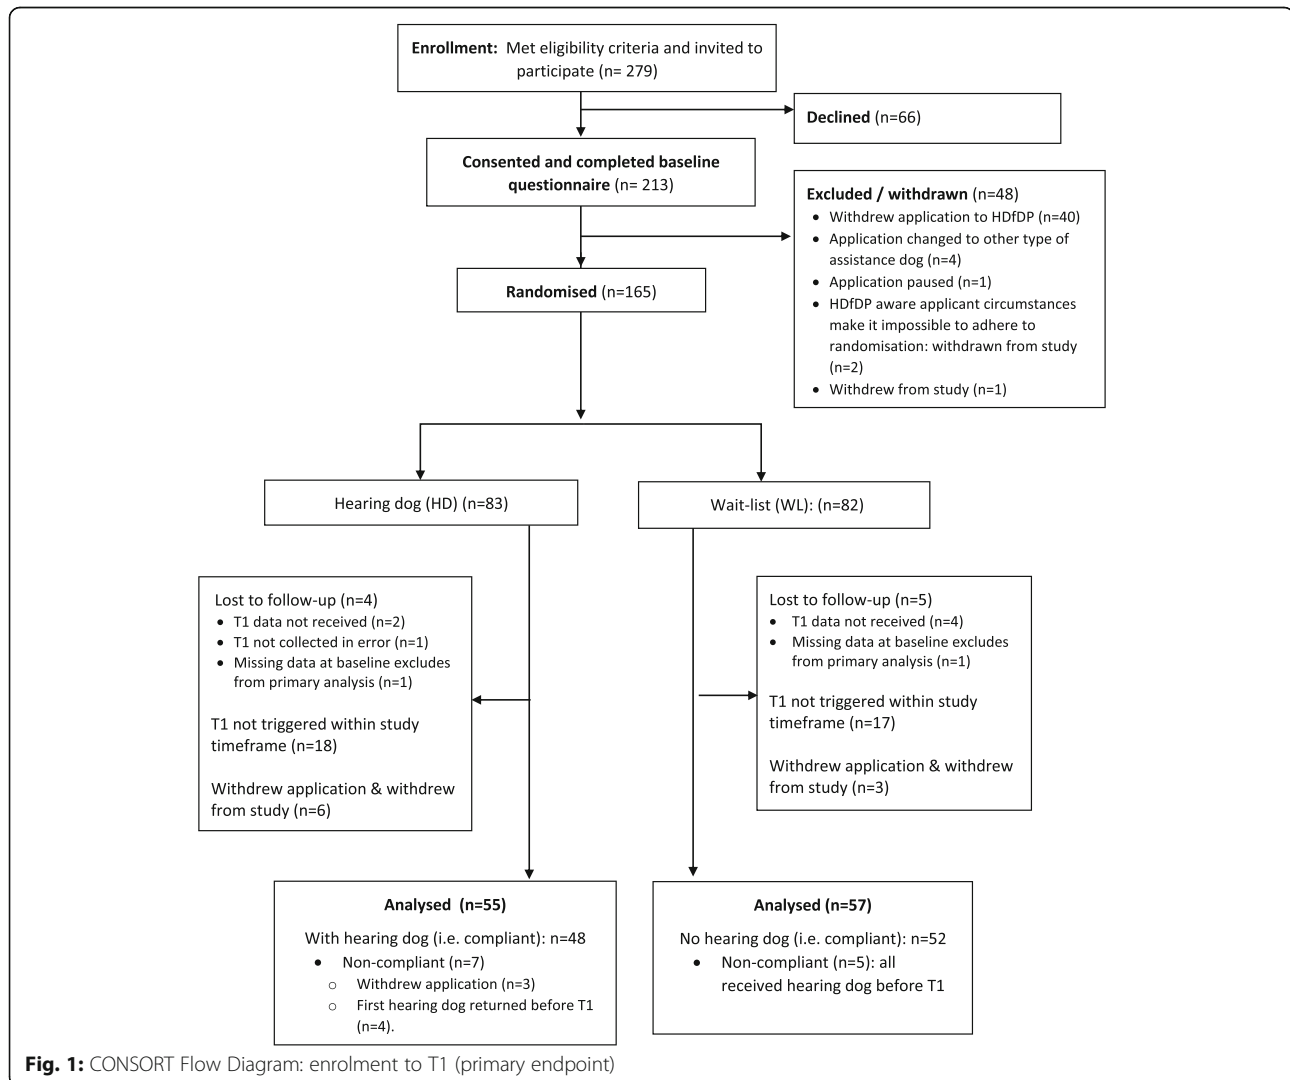 Enrollment: Met eligibility criteria and invited to
participate (n= 279)
Declined (n=66)
Consented and completed baseline
questionnaire (n= 213)
Excluded / withdrawn (n=48)
• Withdrew application to HDfDP (n=40)
• Application changed to other type of
assistance dog (n=4)
• Application paused (n=1)
• HDfDP aware applicant circumstances
make it impossible to adhere to
randomisation: withdrawn from study
(n=2)
• Withdrew from study (n=1)
Randomised (n=165)
Hearing dog (HD) (n=83)
Wait-list (WL): (n=82)
Lost to follow-up (n=4)
• T1 data not received (n=2)
• T1 not collected in error (n=1)
• Missing data at baseline excludes
from primary analysis (n=1)
T1 not triggered within study
timeframe (n=18)
Withdrew application & withdrew
from study (n=6)
Lost to follow-up (n=5)
• T1 data not received (n=4)
• Missing data at baseline excludes
from primary analysis (n=1)
T1 not triggered within study
timeframe (n=17)
Withdrew application & withdrew
from study (n=3)
Analysed (n=55)
With hearing dog (i.e. compliant): n=48
• Non-compliant (n=7)
○ Withdrew application (n=3)
○ First hearing dog returned before T1
(n=4).
Analysed (n=57)
No hearing dog (i.e. compliant): n=52
• Non-compliant (n=5): all
received hearing dog before T1
Fig. 1: CONSORT Flow Diagram: enrolment to T1 (primary endpoint)